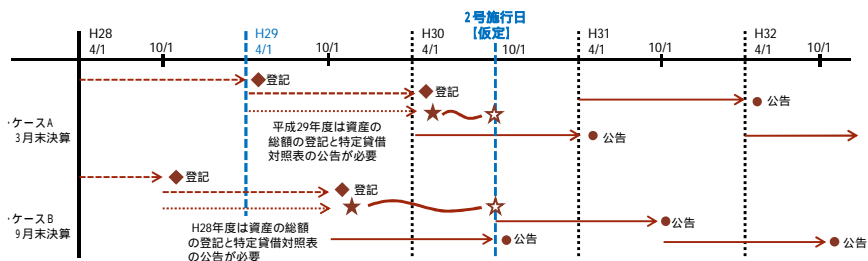 2号施行日
【仮定】
H28
4/1
10/1
H29
4/1
10/1
H30
4/1
10/1
H31
4/1
10/1
H32
4/1
10/1
・ケースA
3月末決算
登記
登記
平成29年度は資産の
総額の登記と特定貸借
対照表の公告が必要
公告
公告
・ケースB
9月末決算
登記
登記
H28年度は資産の総額
の登記と特定貸借対照表
の公告が必要
公告
公告
公告